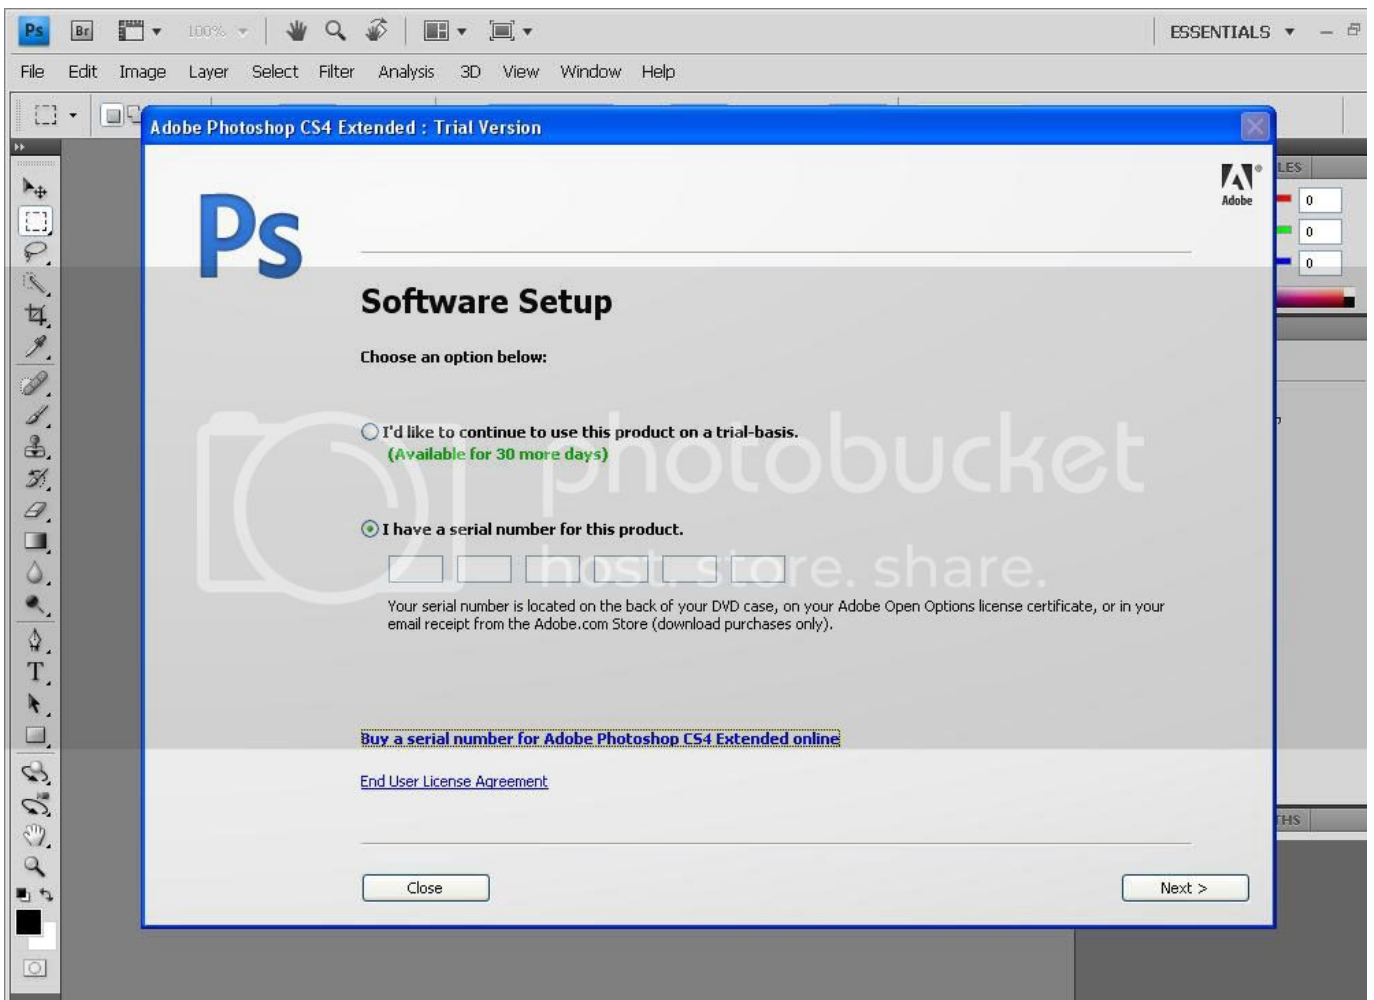 Ps Br 100% ESSENTIALS
File Edit Image Layer Select Filter Analysis 3D View Window Help
Adobe Photoshop CS4 Extended : Trial Version
LES
Adobe
0
0
0
Ps
Software Setup
Choose an option below:
I'd like to continue to use this product on a trial-basis.
(Available for 30 more days)
photobucket
I have a serial number for this product.
host. store. share.
Your serial number is located on the back of your DVD case, on your Adobe Open Options license certificate, or in your
email receipt from the Adobe.com Store (download purchases only).
Buy a serial number for Adobe Photoshop CS4 Extended online
End User License Agreement
THS
Close Next >